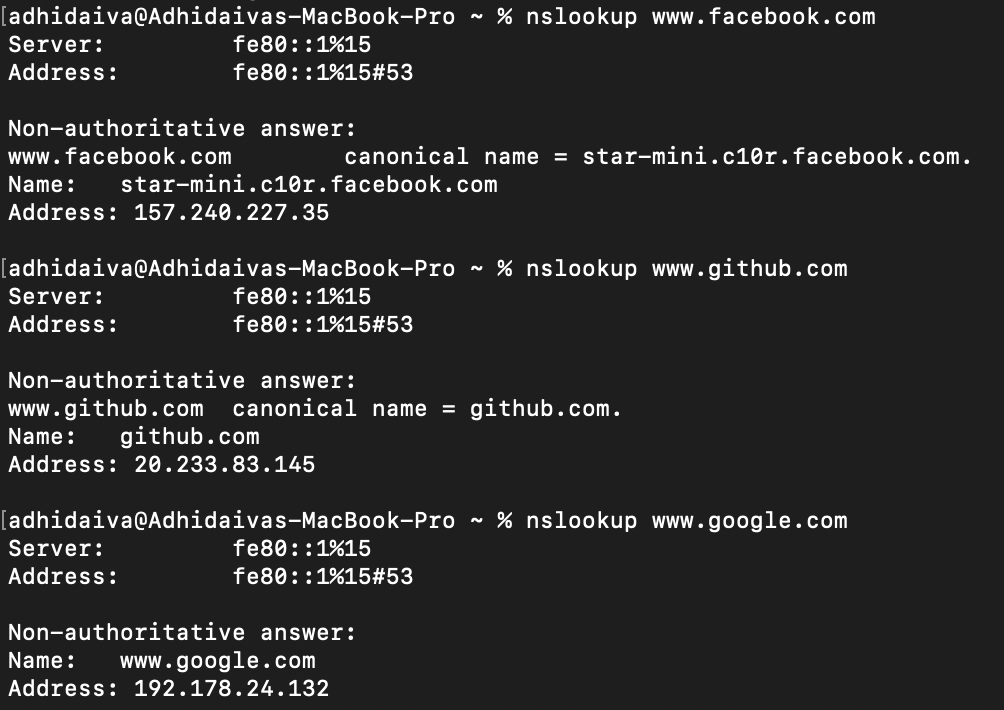 [adhidaiva@Adhidaivas-MacBook-Pro ~ % nslookup www.facebook.com
Server:		fe80::1%15
Address:	fe80::1%15#53

Non-authoritative answer:
www.facebook.com	canonical name = star-mini.c10r.facebook.com.
Name:	star-mini.c10r.facebook.com
Address: 157.240.227.35

[adhidaiva@Adhidaivas-MacBook-Pro ~ % nslookup www.github.com
Server:		fe80::1%15
Address:	fe80::1%15#53

Non-authoritative answer:
www.github.com	canonical name = github.com.
Name:	github.com
Address: 20.233.83.145

[adhidaiva@Adhidaivas-MacBook-Pro ~ % nslookup www.google.com
Server:		fe80::1%15
Address:	fe80::1%15#53

Non-authoritative answer:
Name:	www.google.com
Address: 192.178.24.132